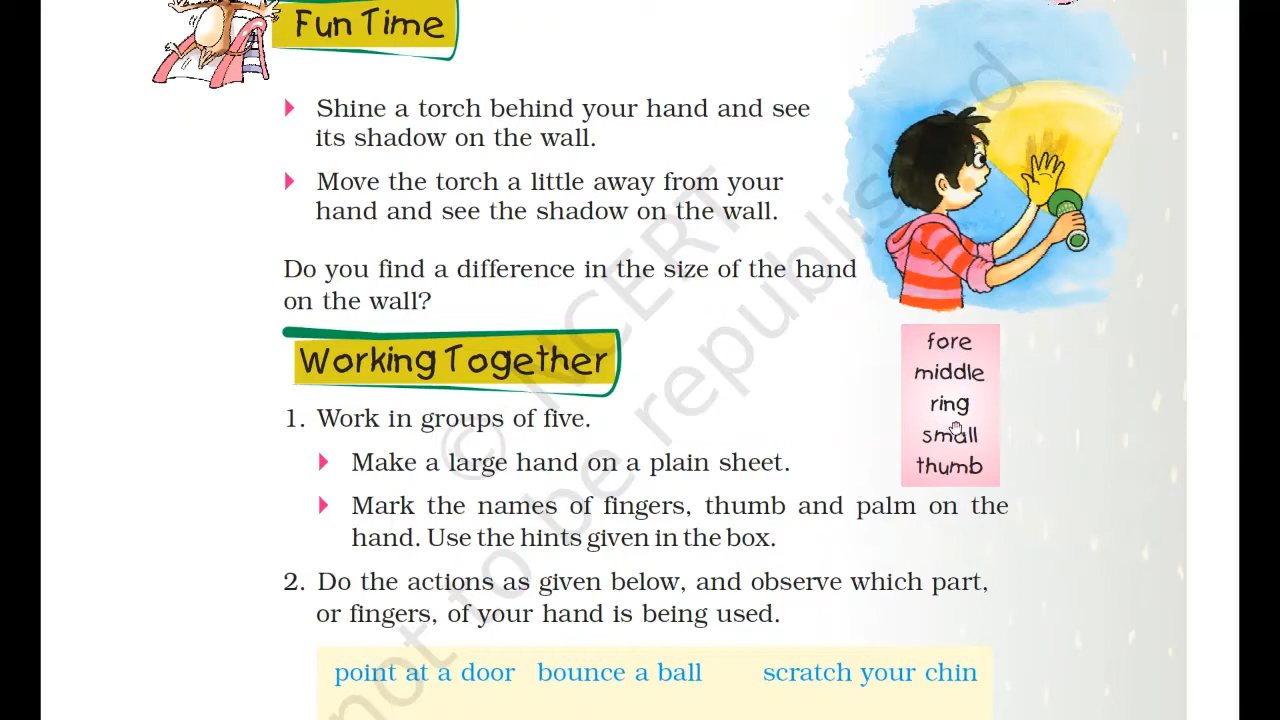 Fun Time
Shine a torch behind your hand and see
its shadow on the wall.
Move the torch a little away from your
hand and see the shadow on the wall.
Do you find a difference in the size of the hand
on the wall?
Working Together
fore
middle
ring
small
thumb
1. Work in groups of five.
Make a large hand on a plain sheet.
Mark the names of fingers, thumb and palm on the
hand. Use the hints given in the box.
2. Do the actions as given below, and observe which part,
or fingers, of your hand is being used.
point at a door bounce a ball scratch your chin
© NCERT
not to be republished